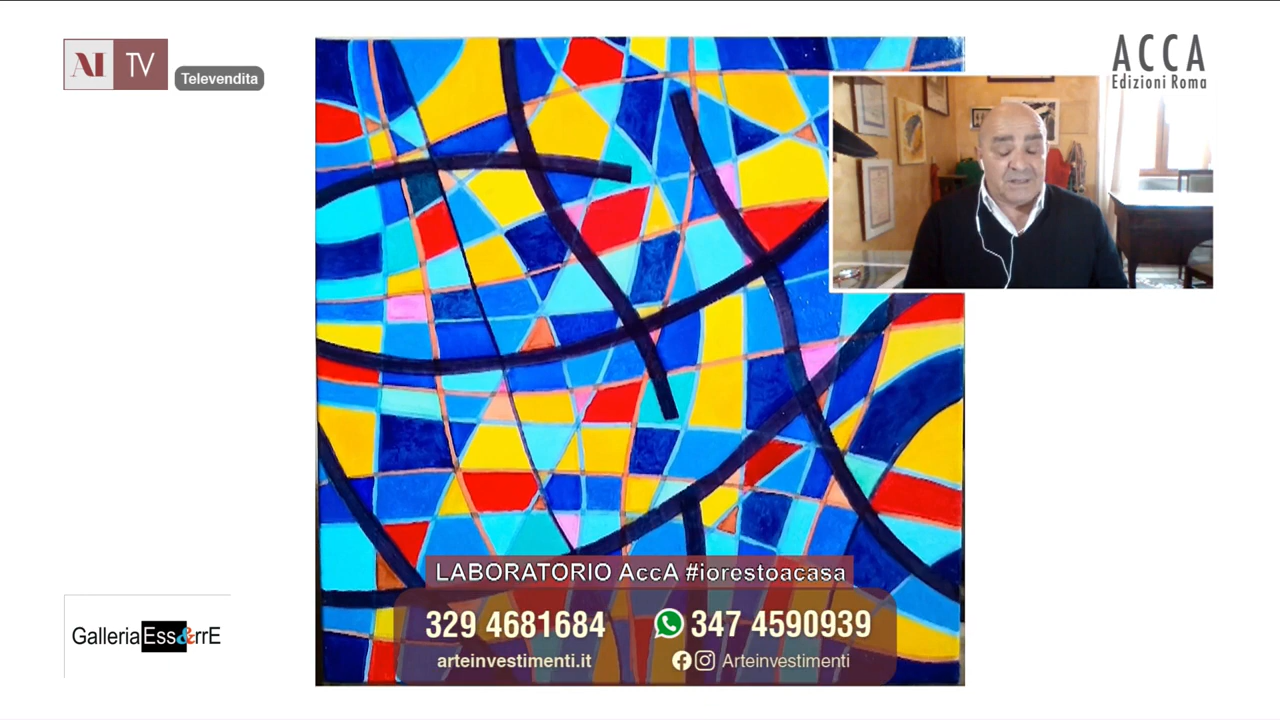 AI TV
Televendita
ACCA
Edizioni Roma
LABORATORIO AccA #iorestoacasa
329 4681684
347 4590939
arteinvestimenti.it
Arteinvestimenti
GalleriaEss&rrE